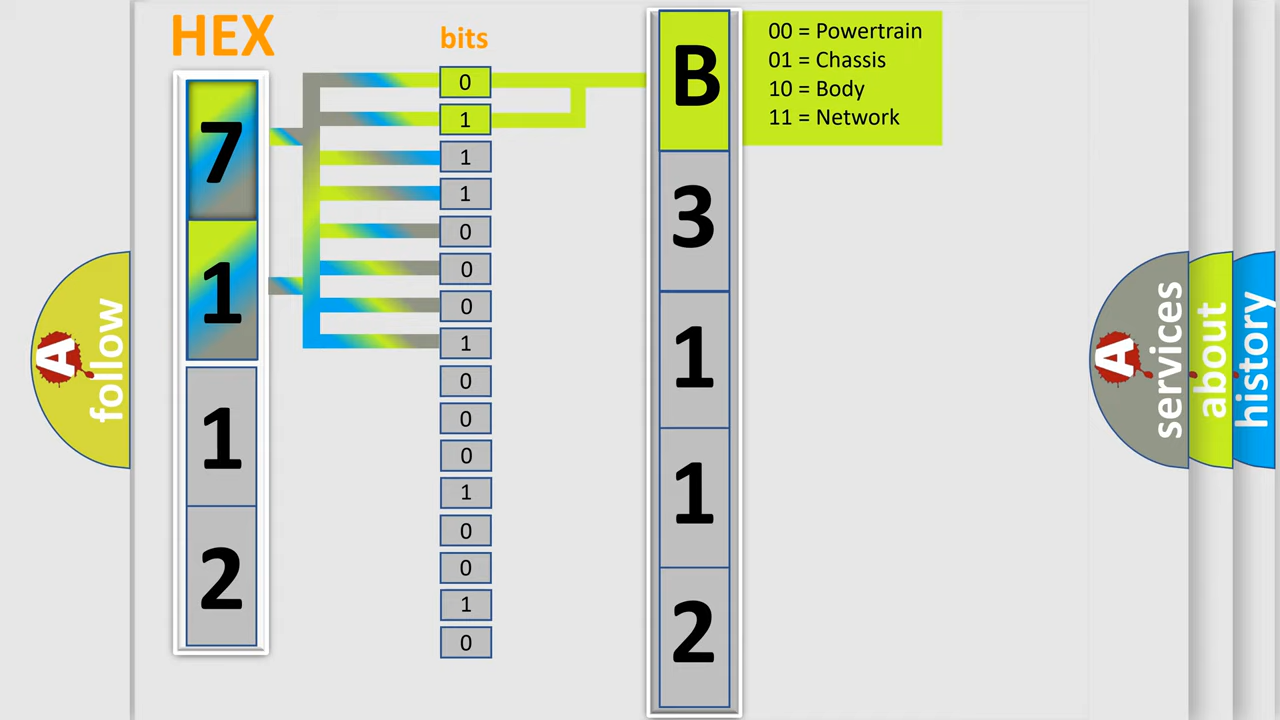 HEX
bits
7
1
1
2
0
1
1
1
0
0
0
1
0
0
0
1
0
0
1
0
B
3
1
1
2
00 = Powertrain
01 = Chassis
10 = Body
11 = Network
A
follow
A
services
about
history